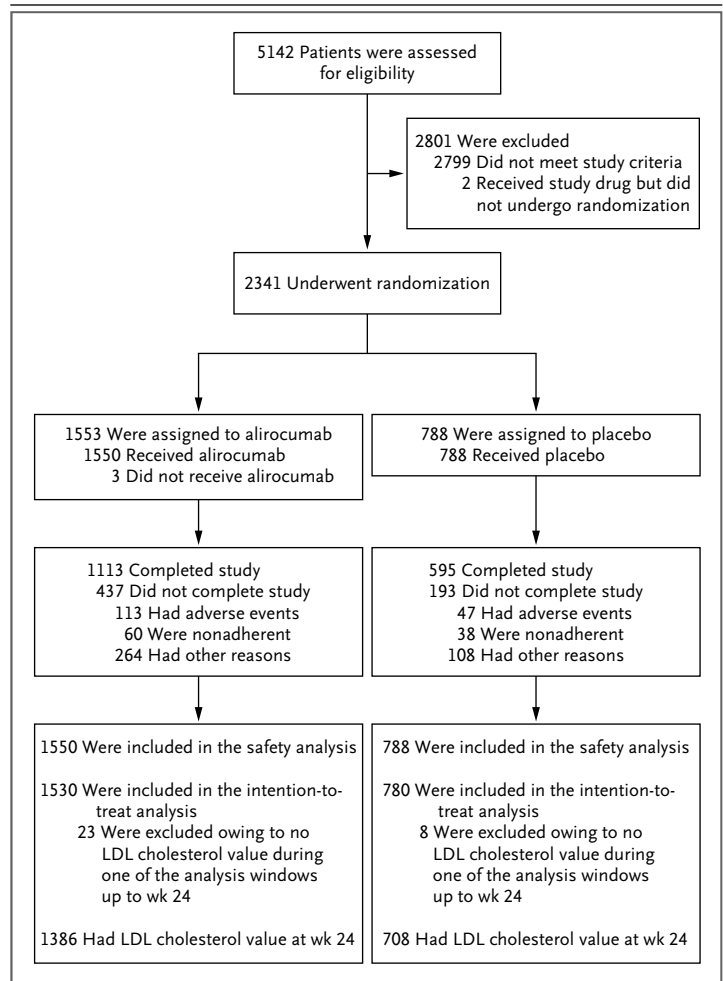 5142 Patients were assessed
for eligibility
2801 Were excluded
2799 Did not meet study criteria
2 Received study drug but did
not undergo randomization
2341 Underwent randomization
1553 Were assigned to alirocumab
1550 Received alirocumab
3 Did not receive alirocumab
788 Were assigned to placebo
788 Received placebo
1113 Completed study
437 Did not complete study
113 Had adverse events
60 Were nonadherent
264 Had other reasons
595 Completed study
193 Did not complete study
47 Had adverse events
38 Were nonadherent
108 Had other reasons
1550 Were included in the safety analysis
1530 Were included in the intention-to-
treat analysis
23 Were excluded owing to no
LDL cholesterol value during
one of the analysis windows
up to wk 24
1386 Had LDL cholesterol value at wk 24
788 Were included in the safety analysis
780 Were included in the intention-to-
treat analysis
8 Were excluded owing to no
LDL cholesterol value during
one of the analysis windows
up to wk 24
708 Had LDL cholesterol value at wk 24